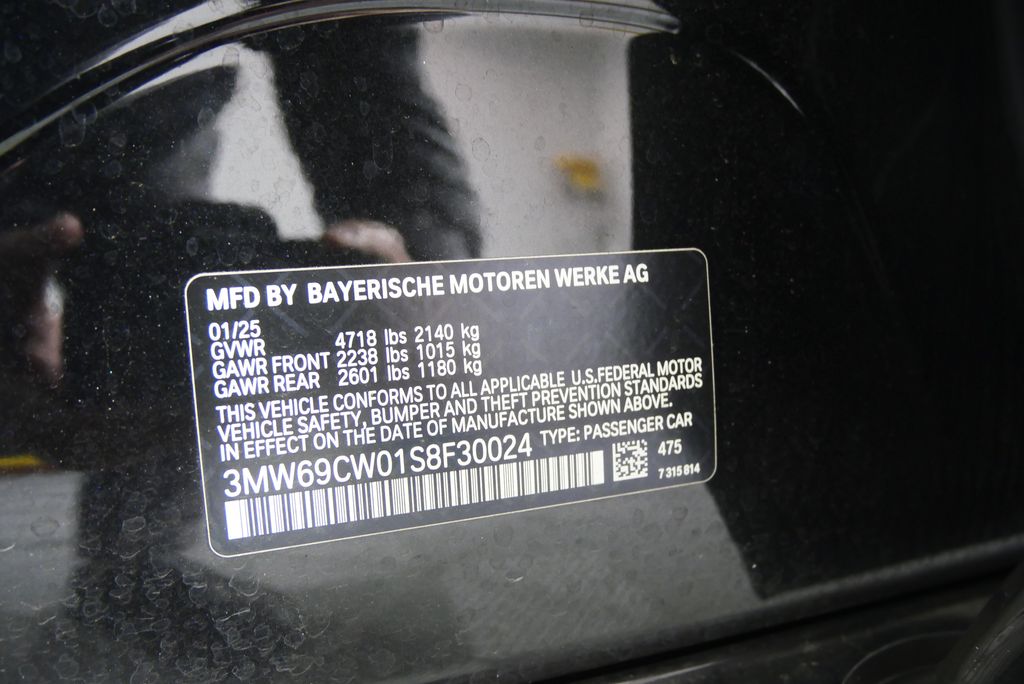 MFD BY BAYERISCHE MOTOREN WERKE AG
01/25
GVWR 4718 lbs 2140 kg
GAWR FRONT 2238 lbs 1015 kg
GAWR REAR 2601 lbs 1180 kg
THIS VEHICLE CONFORMS TO ALL APPLICABLE U.S.FEDERAL MOTOR
VEHICLE SAFETY, BUMPER AND THEFT PREVENTION STANDARDS
IN EFFECT ON THE DATE OF MANUFACTURE SHOWN ABOVE.
3MW69CW01S8F30024 TYPE: PASSENGER CAR
475
7 315 814